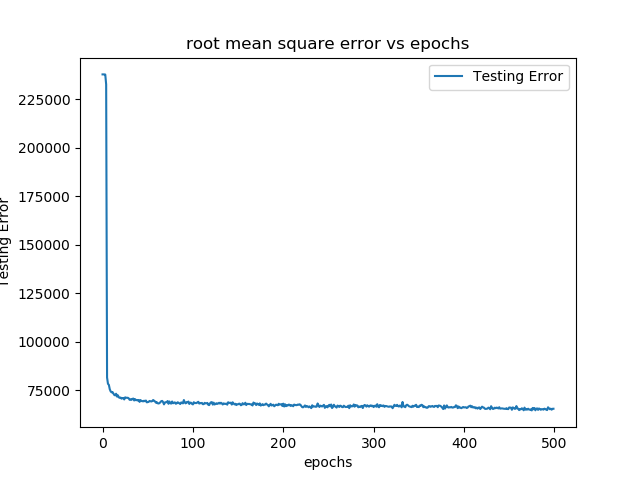 root mean square error vs epochs
Testing Error
225000
200000
175000
150000
125000
100000
75000
Testing Error
0 100 200 300 400 500
epochs